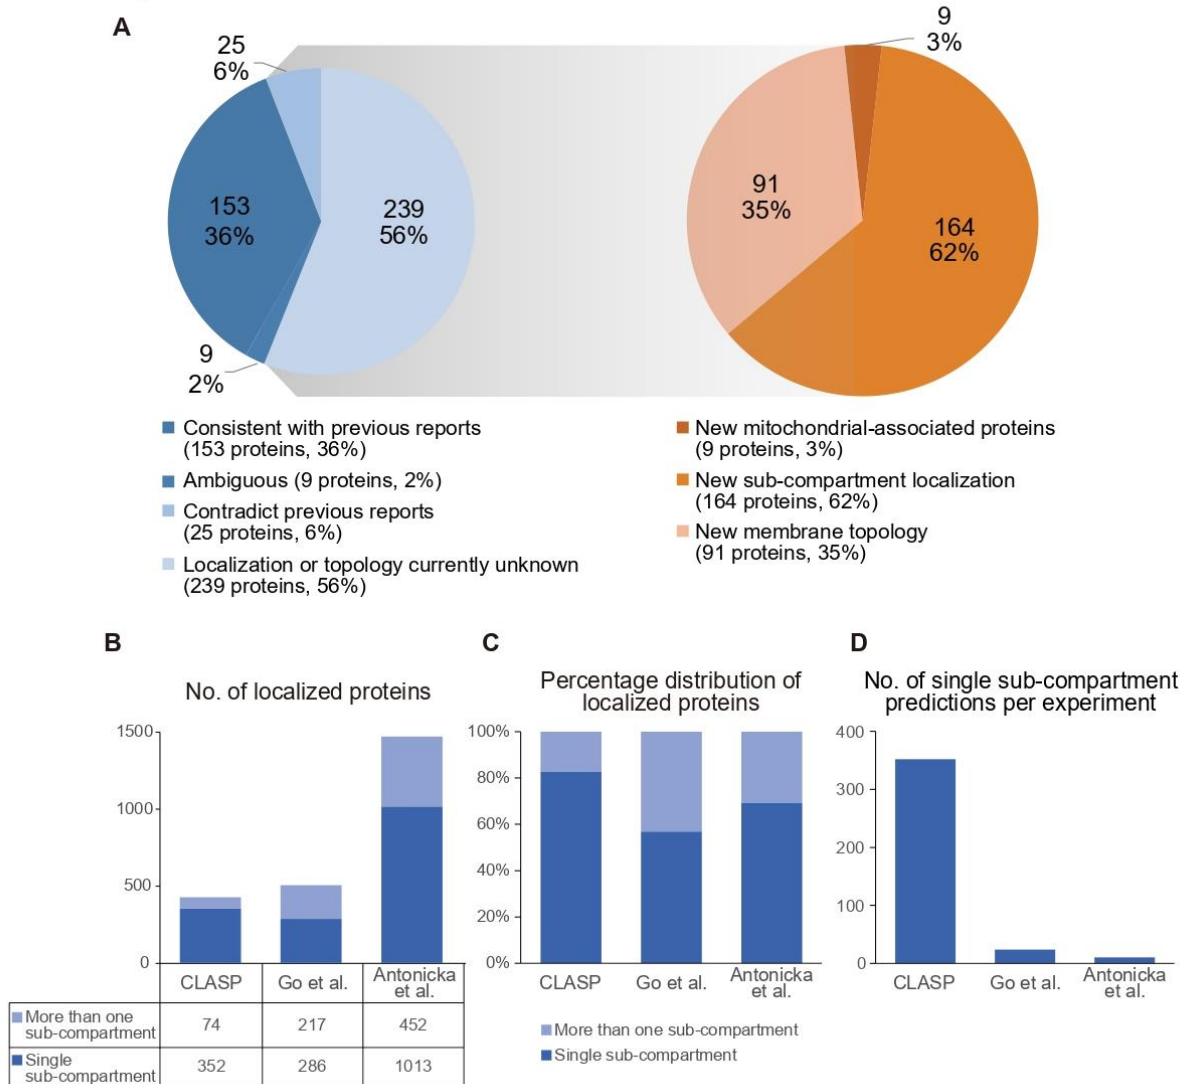 A
25
6%
153
36%
239
56%
9
2%
9
3%
91
35%
164
62%
Consistent with previous reports
(153 proteins, 36%)
Ambiguous (9 proteins, 2%)
Contradict previous reports
(25 proteins, 6%)
Localization or topology currently unknown
(239 proteins, 56%)
New mitochondrial-associated proteins
(9 proteins, 3%)
New sub-compartment localization
(164 proteins, 62%)
New membrane topology
(91 proteins, 35%)
B
No. of localized proteins
1500
1000
500
0
CLASP
Go et al.
Antonicka
et al.
More than one
sub-compartment
74
217
452
Single
sub-compartment
352
286
1013
C
Percentage distribution of
localized proteins
100%
80%
60%
40%
20%
0%
CLASP
Go et al.
Antonicka
et al.
More than one sub-compartment
Single sub-compartment
D
No. of single sub-compartment
predictions per experiment
400
300
200
100
0
CLASP
Go et al.
Antonicka
et al.